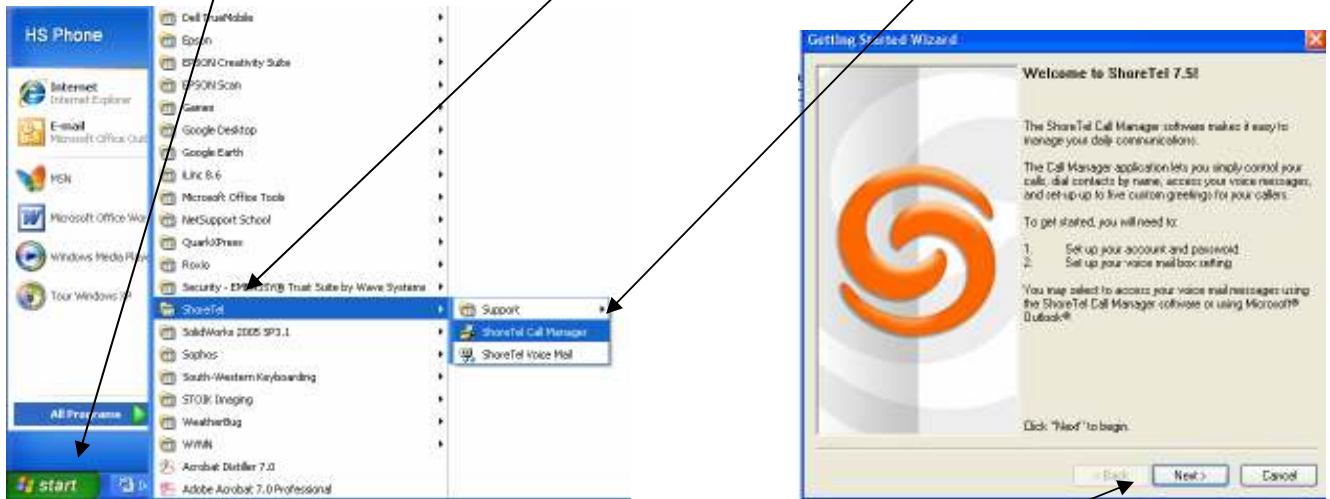 HS Phone
Internet
Internet Explorer
E-mail
Microsoft Office Out
MSN
Microsoft Office Wor
Windows Media Playe
Tour Windows XP
All Programs
start
Dell TrueMobile
Epson
EPSON Creativity Suite
EPSON Scan
Games
Google Desktop
Google Earth
iLinc 8.6
Microsoft Office Tools
NetSupport School
QuarkXPress
Roxio
Security - EMBASSY® Trust Suite by Wave Systems
ShoreTel
SolidWorks 2005 SP3.1
Sophos
South-Western Keyboarding
STOIK Imaging
WeatherBug
WYNN
Acrobat Distiller 7.0
Adobe Acrobat 7.0 Professional
Support
ShoreTel Call Manager
ShoreTel Voice Mail
Getting Started Wizard
Welcome to ShoreTel 7.5!
The ShoreTel Call Manager software makes it easy to
manage your daily communications.
The Call Manager application lets you simply control your
calls, dial contacts by name, access your voice messages,
and set-up up to five custom greetings for your callers.
To get started, you will need to:
1. Set up your account and password
2. Set up your voice mail box setting
You may select to access your voice mail messages using
the ShoreTel Call Manager software or using Microsoft®
Outlook®
Click "Next" to begin.
< Back
Next >
Cancel